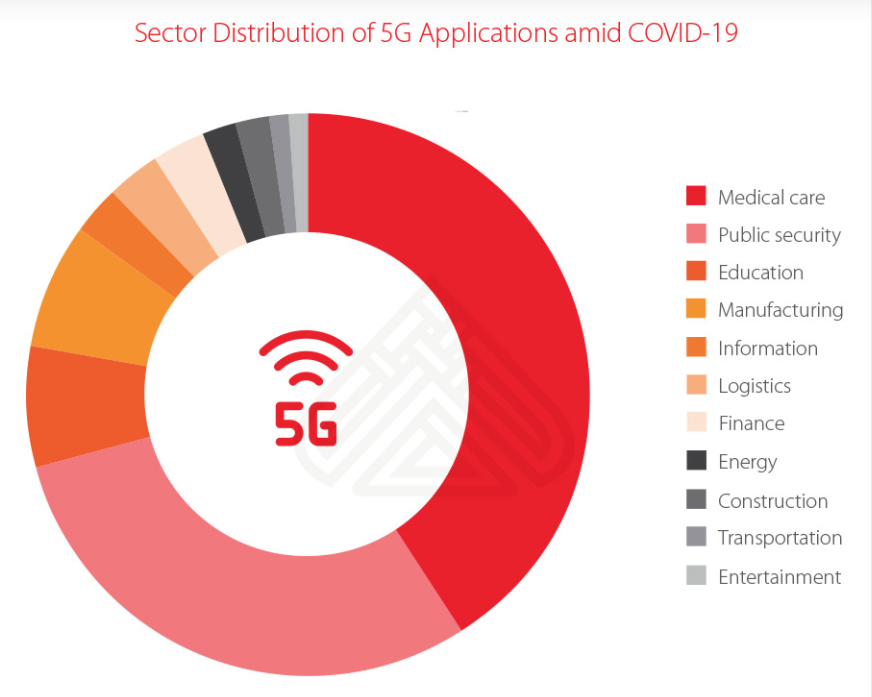 Sector Distribution of 5G Applications amid COVID-19
5G
Medical care
Public security
Education
Manufacturing
Information
Logistics
Finance
Energy
Construction
Transportation
Entertainment